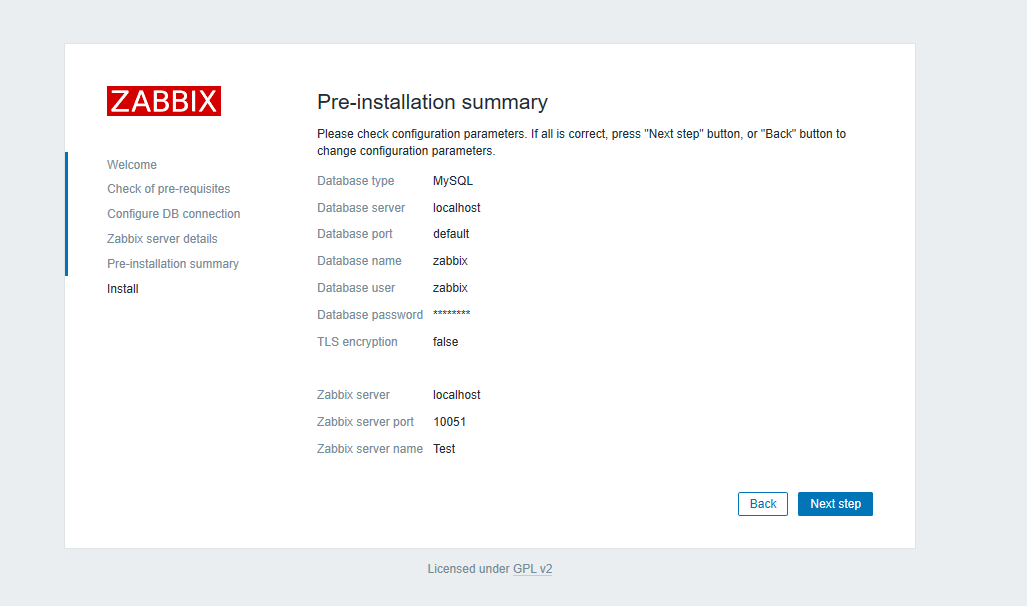 ZABBIX
Welcome
Check of pre-requisites
Configure DB connection
Zabbix server details
Pre-installation summary
Install
Pre-installation summary
Please check configuration parameters. If all is correct, press "Next step" button, or "Back" button to
change configuration parameters.
Database type MySQL
Database server localhost
Database port default
Database name zabbix
Database user zabbix
Database password ********
TLS encryption false
Zabbix server localhost
Zabbix server port 10051
Zabbix server name Test
Back Next step
Licensed under GPL v2